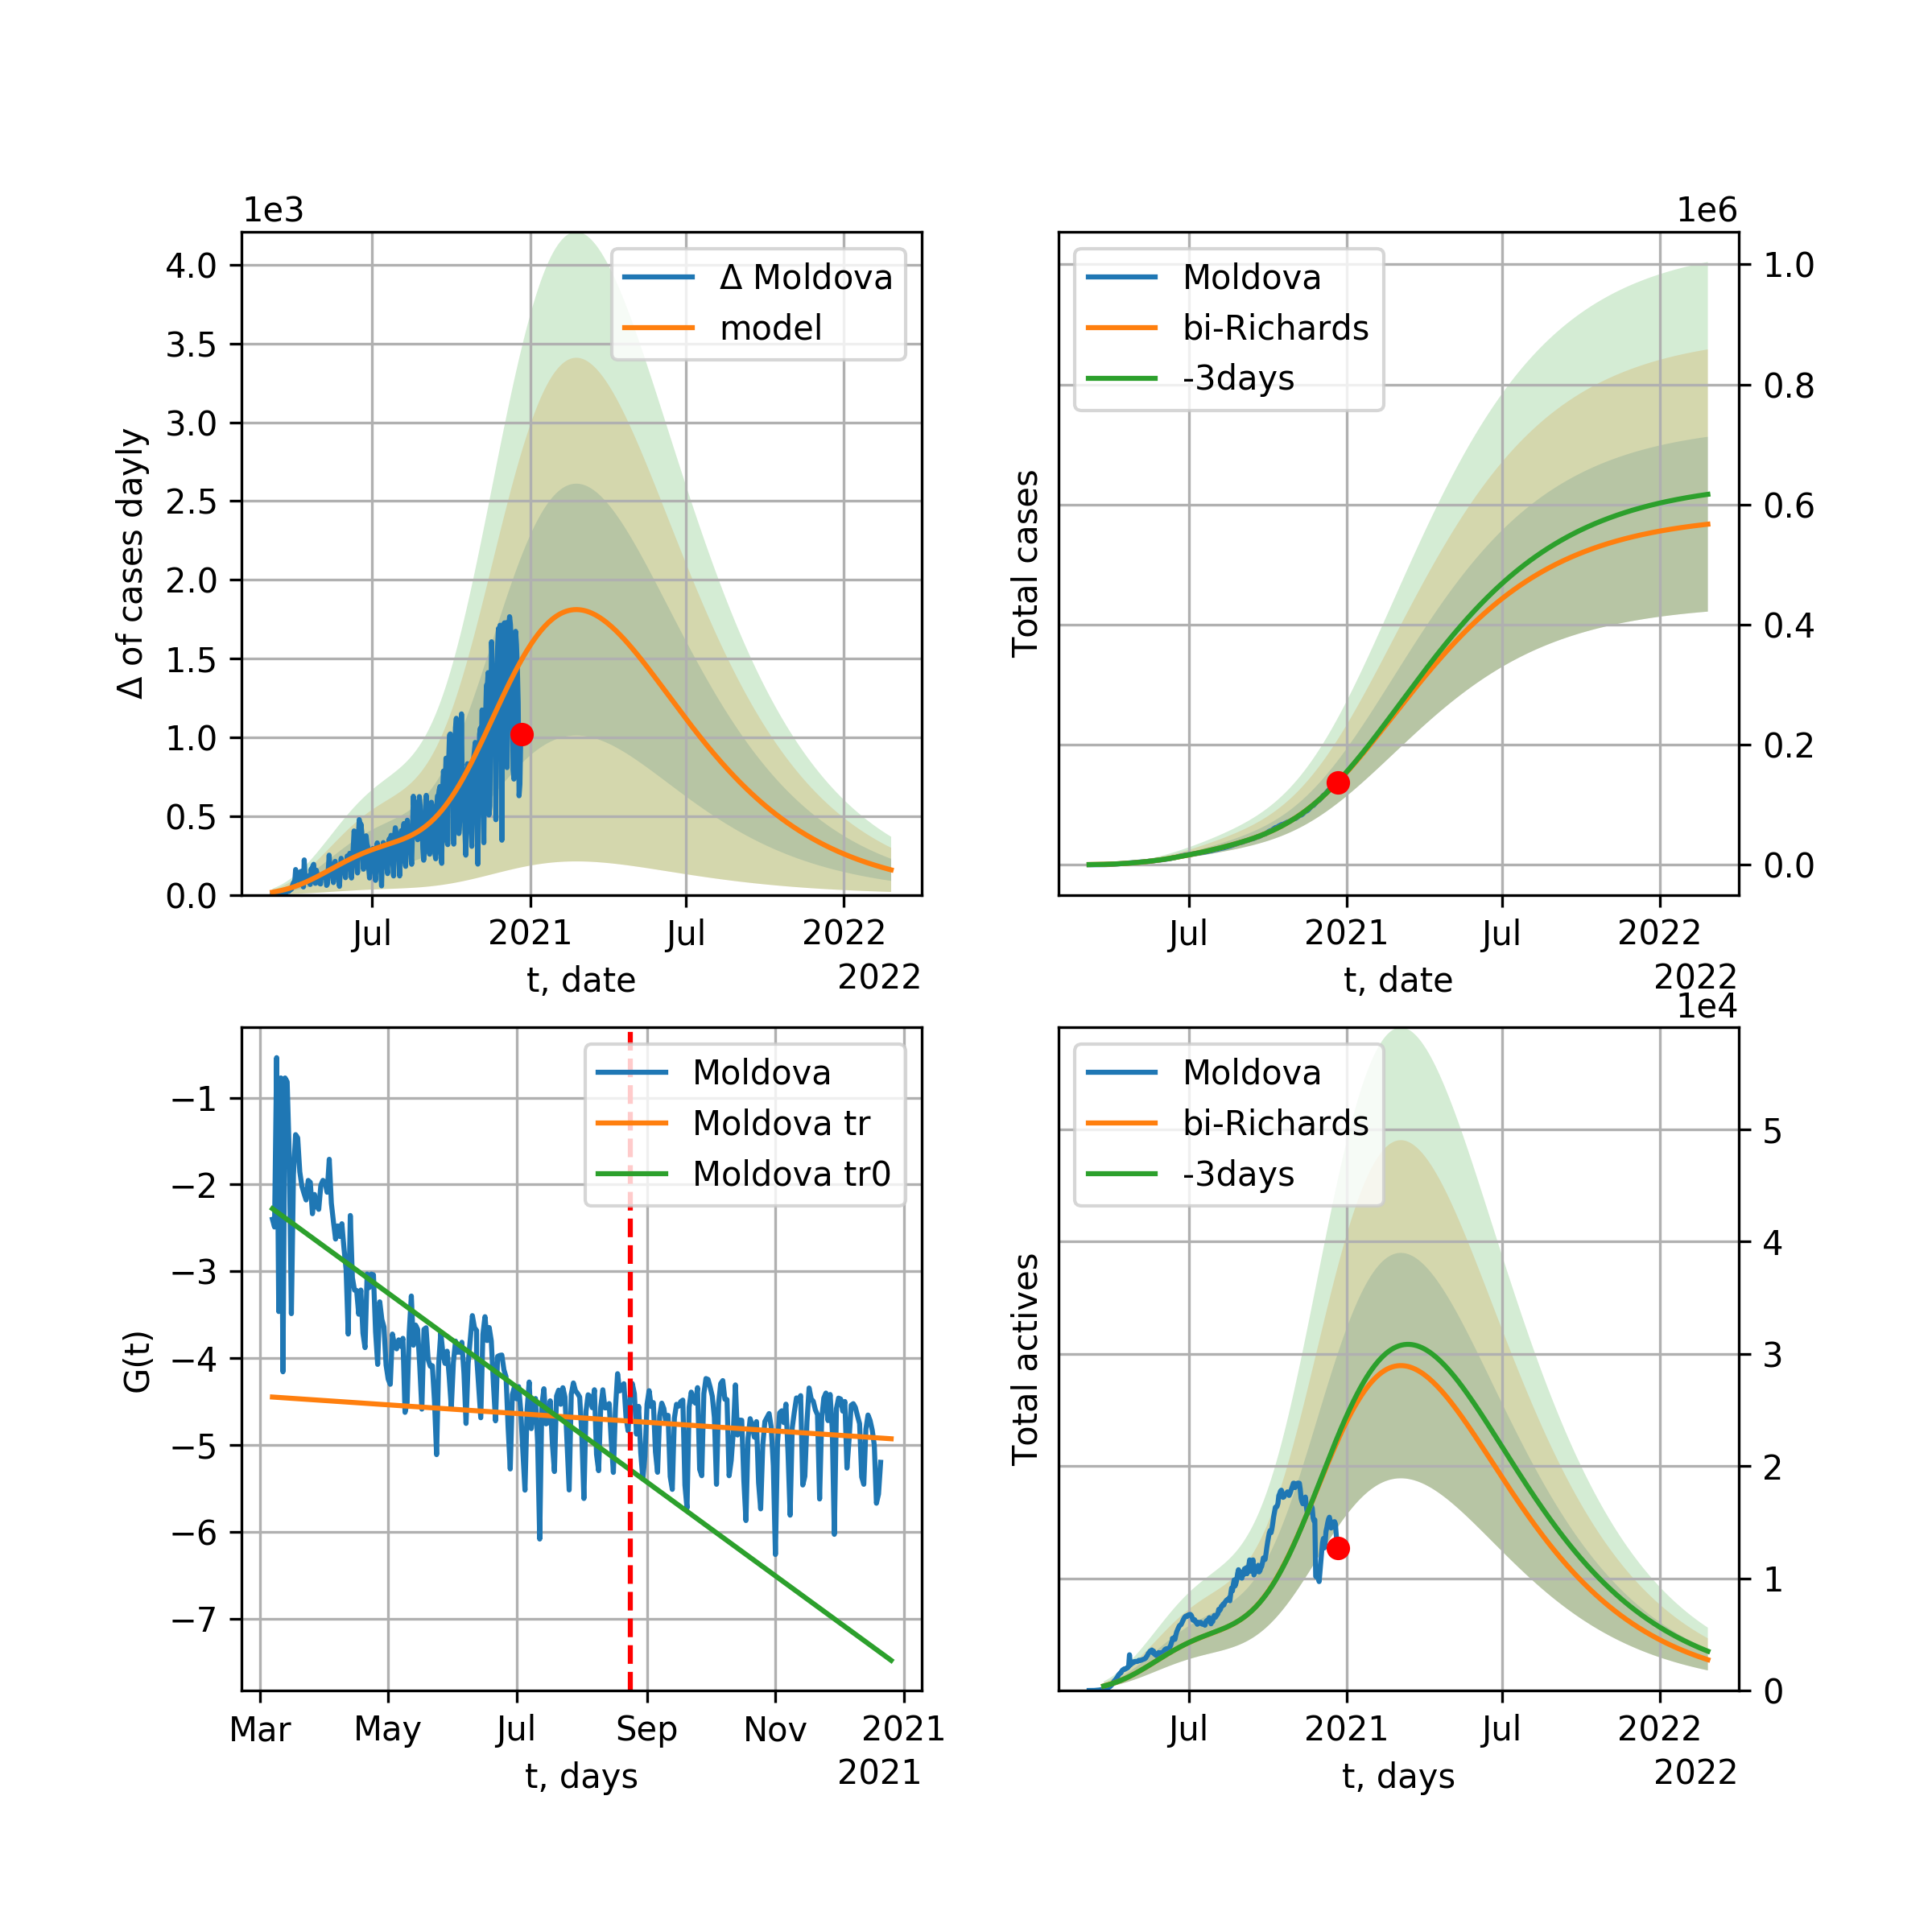 1e3
4.0
3.5
3.0
2.5
2.0
1.5
1.0
0.5
0.0
Δ of cases dayly
Δ Moldova
model
Jul 2021 Jul 2022
t, date
2022
1e6
1.0
0.8
0.6
0.4
0.2
0.0
Total cases
Moldova
bi-Richards
-3days
Jul 2021 Jul 2022
t, date
2022
−1
−2
−3
−4
−5
−6
−7
G(t)
Moldova
Moldova tr
Moldova tr0
Mar May Jul Sep Nov 2021
t, days
2021
1e4
5
4
3
2
1
0
Total actives
Moldova
bi-Richards
-3days
Jul 2021 Jul 2022
t, days
2022